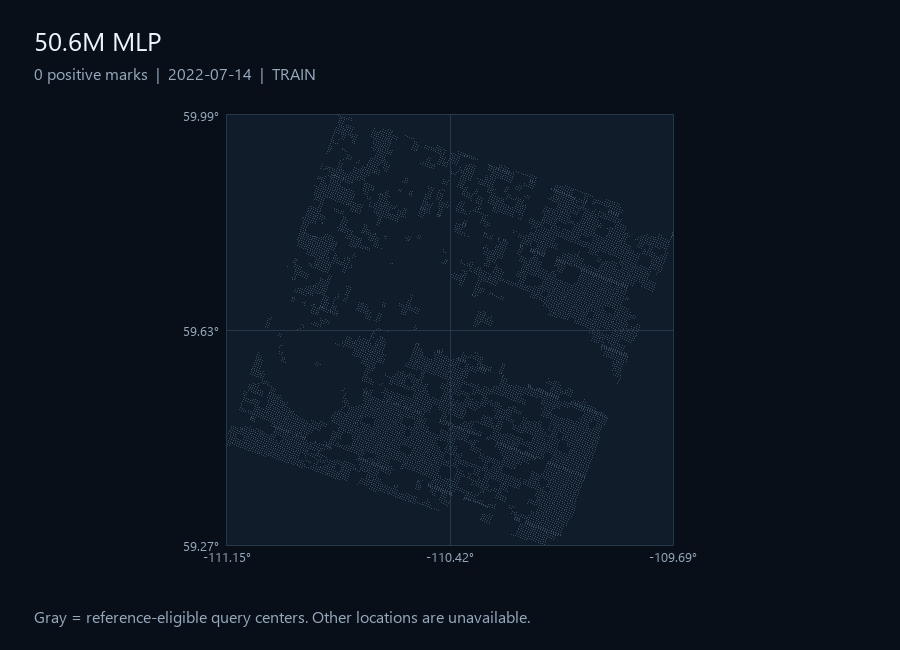 50.6M MLP
0 positive marks | 2022-07-14 | TRAIN
59.99°
59.63°
59.27°
-111.15°
-110.42°
-109.69°
Gray = reference-eligible query centers. Other locations are unavailable.